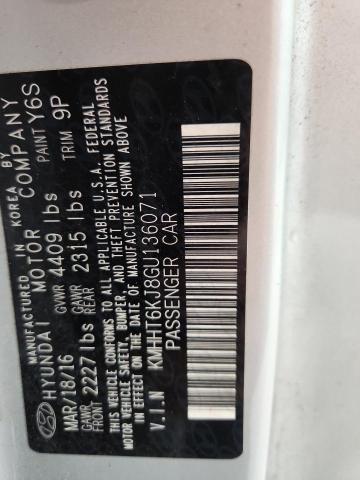 MANUFACTURED IN KOREA BY
HYUNDAI MOTOR COMPANY
MAR/18/16 GVWR 4409 lbs PAINT Y6S
GAWR FRONT 2227 lbs GAWR REAR 2315 lbs TRIM 9P
THIS VEHICLE CONFORMS TO ALL APPLICABLE U.S.A. FEDERAL
MOTOR VEHICLE SAFETY, BUMPER, AND THEFT PREVENTION STANDARDS
IN EFFECT ON THE DATE OF MANUFACTURE SHOWN ABOVE
V.I.N KMHHT6KJ8GU136071
PASSENGER CAR